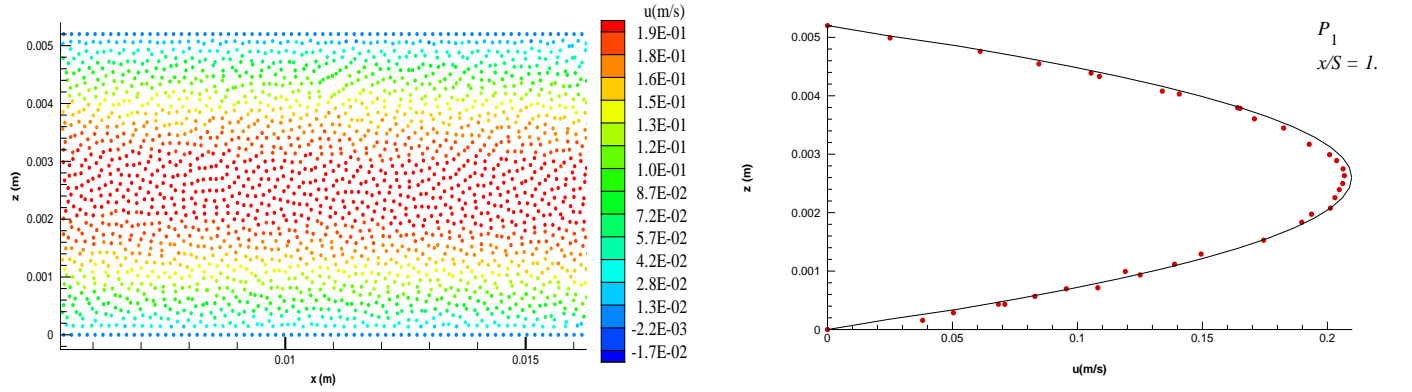 u(m/s)
1.9E-01
1.8E-01
1.6E-01
1.5E-01
1.3E-01
1.2E-01
1.0E-01
8.7E-02
7.2E-02
5.7E-02
4.2E-02
2.8E-02
1.3E-02
-2.2E-03
-1.7E-02
0.005
0.004
0.003
0.002
0.001
0
z (m)
0.01
0.015
x (m)
P1
x/S = 1.
0.005
0.004
0.003
0.002
0.001
0
z (m)
0
0.05
0.1
0.15
0.2
u(m/s)